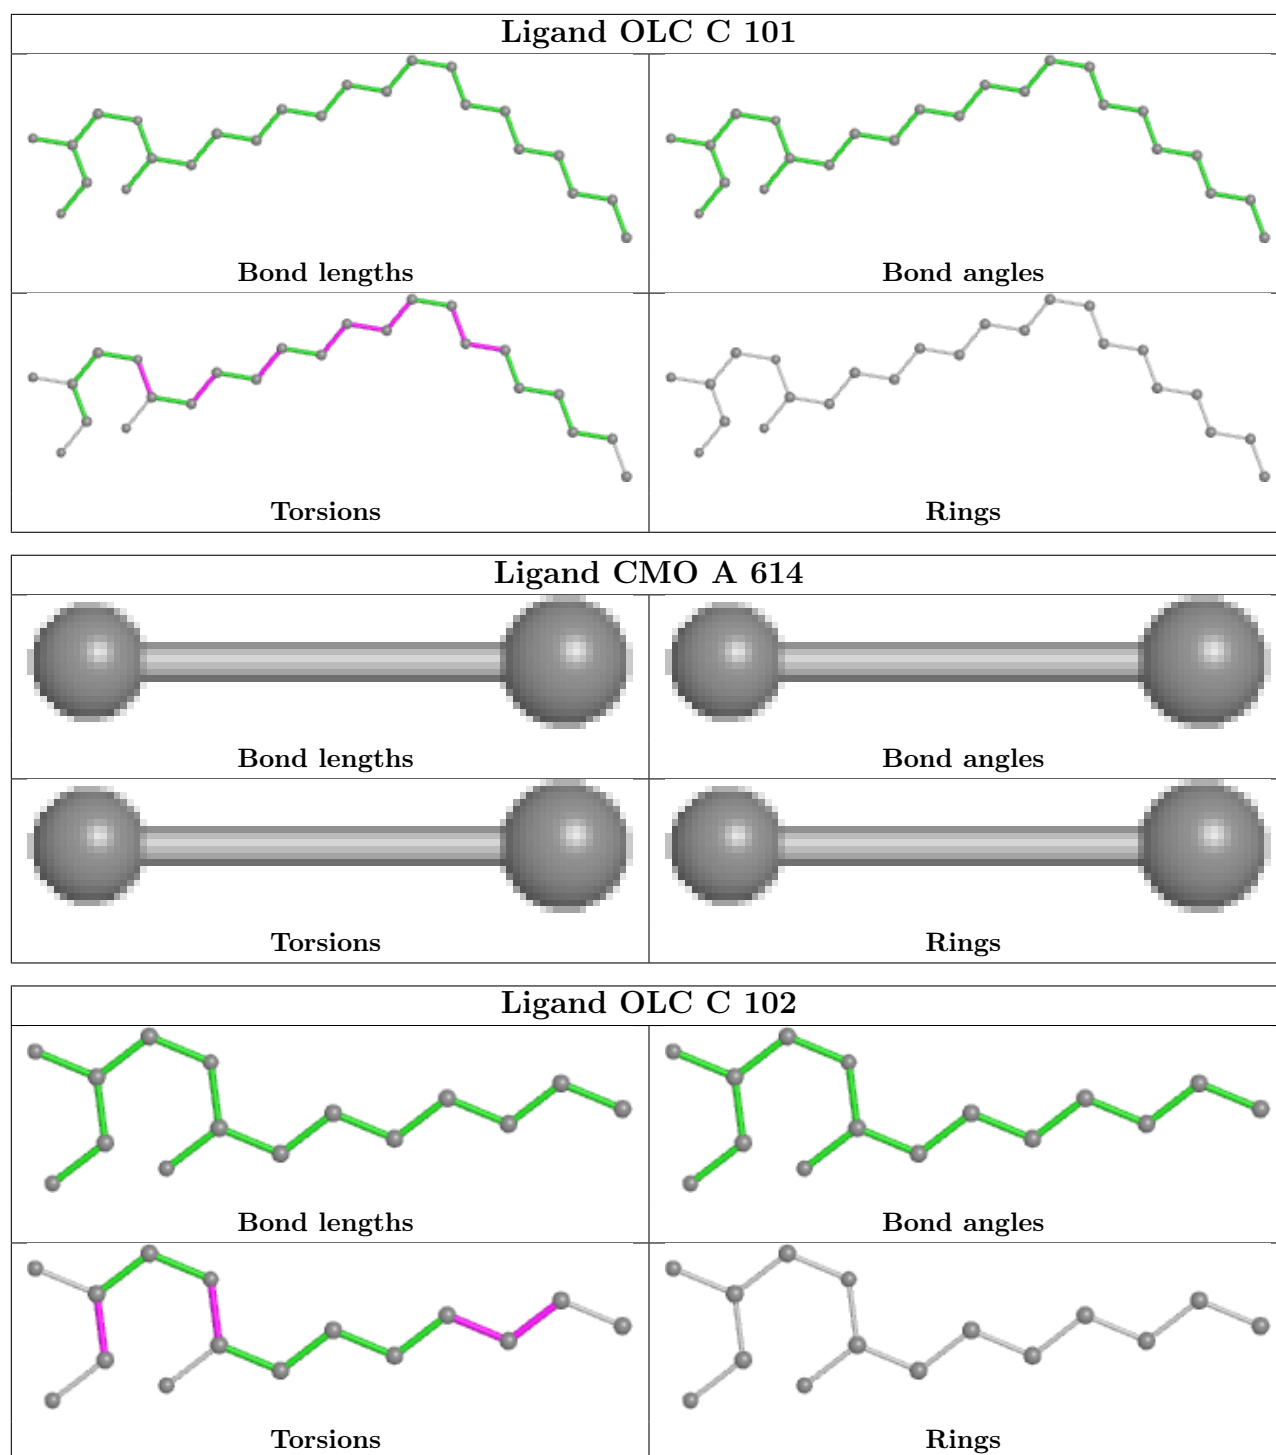 Ligand OLC C 101
Bond lengths
Bond angles
Torsions
Rings
Ligand CMO A 614
Bond lengths
Bond angles
Torsions
Rings
Ligand OLC C 102
Bond lengths
Bond angles
Torsions
Rings